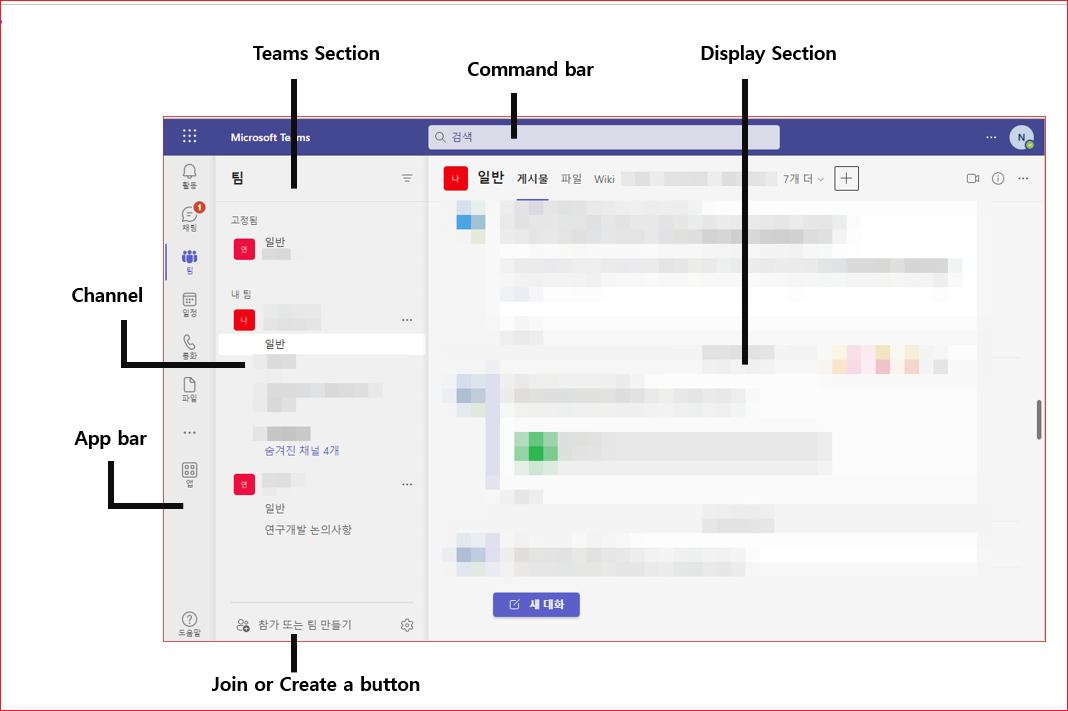 Teams Section
Command bar
Display Section
Microsoft Teams
검색
N
활동
팀
나
일반
게시물
파일
Wiki
7개 더
1
채팅
고정됨
연
일반
팀
내 팀
Channel
일정
나
일반
통화
파일
App bar
숨겨진 채널 4개
앱
연
일반
연구개발 논의사항
새 대화
도움말
참가 또는 팀 만들기
Join or Create a button